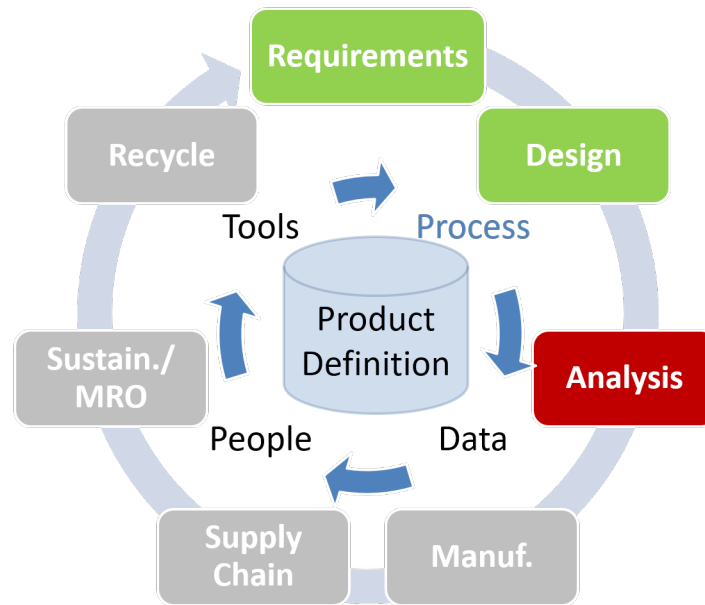 Requirements
Recycle
Design
Tools
Process
Product
Definition
Sustain./
MRO
Analysis
People
Data
Supply
Chain
Manuf.